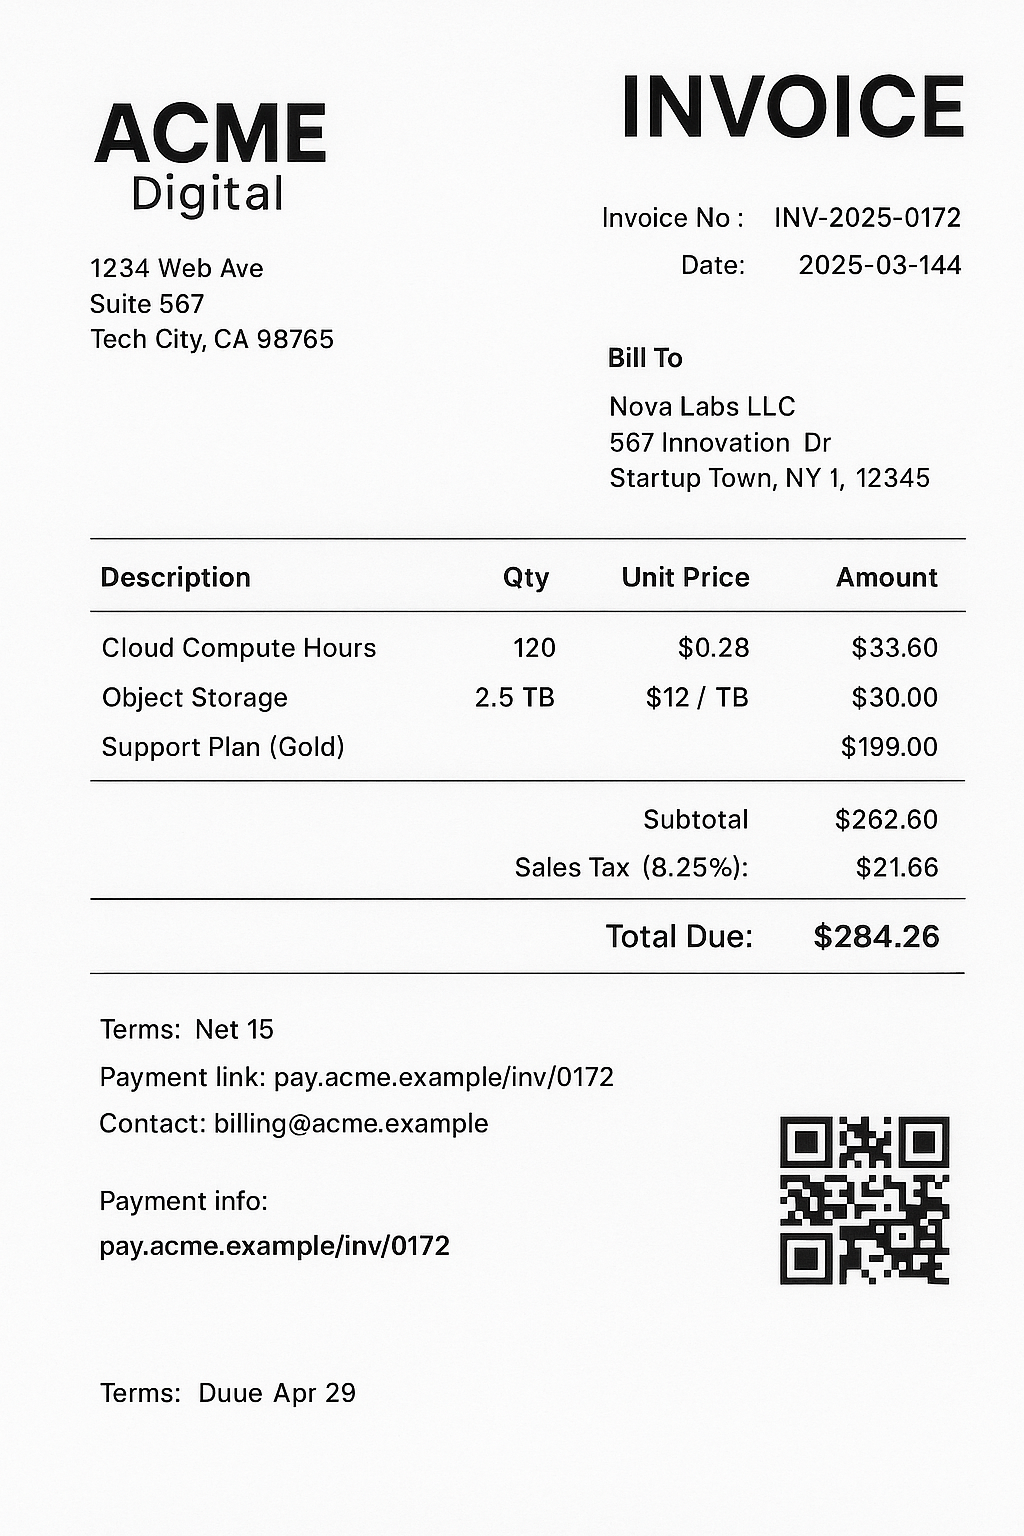 ACME
Digital
1234 Web Ave
Suite 567
Tech City, CA 98765
INVOICE
Invoice No : INV-2025-0172
Date: 2025-03-144
Bill To
Nova Labs LLC
567 Innovation Dr
Startup Town, NY 1, 12345
Description Qty Unit Price Amount
Cloud Compute Hours 120 $0.28 $33.60
Object Storage 2.5 TB $12 / TB $30.00
Support Plan (Gold) $199.00
Subtotal $262.60
Sales Tax (8.25%): $21.66
Total Due: $284.26
Terms: Net 15
Payment link: pay.acme.example/inv/0172
Contact: billing@acme.example
Payment info:
pay.acme.example/inv/0172
Terms: Duue Apr 29